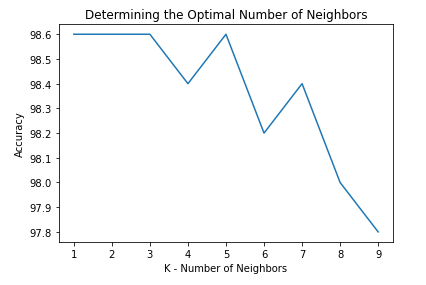 Determining the Optimal Number of Neighbors
98.6
98.5
98.4
98.3
98.2
98.1
98.0
97.9
97.8
Accuracy
1 2 3 4 5 6 7 8 9
K - Number of Neighbors